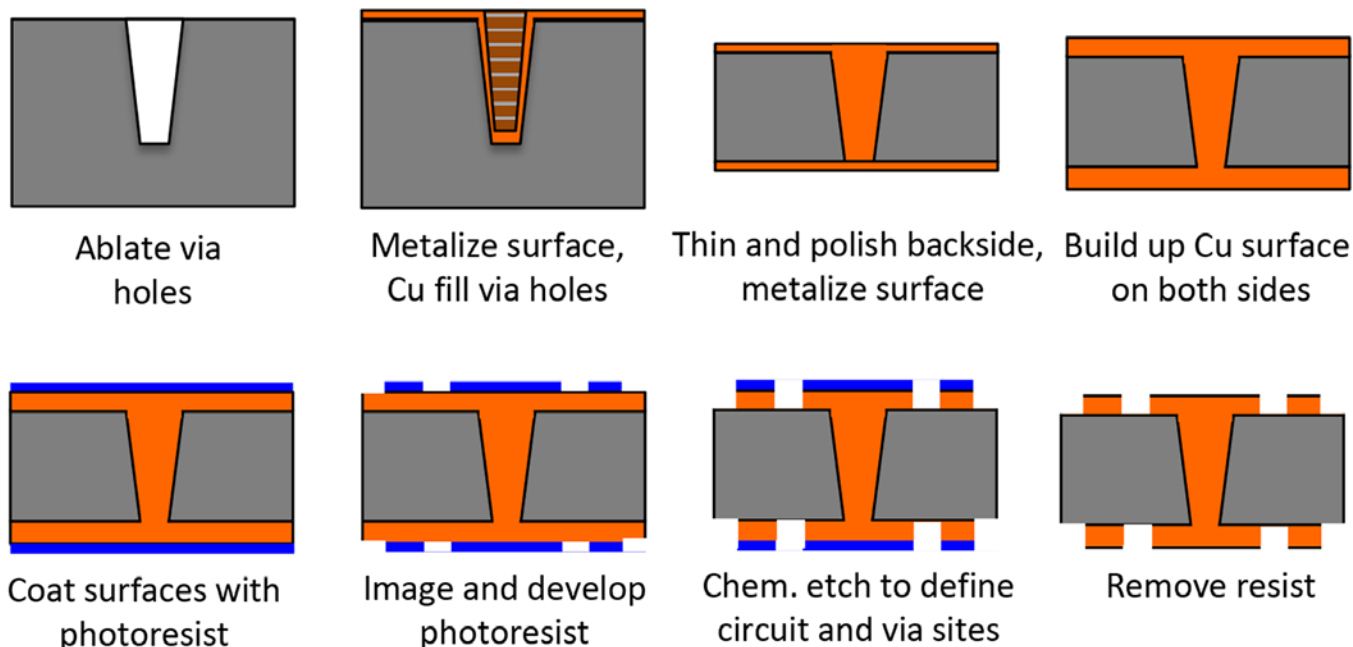 Ablate via
holes
Metalize surface,
Cu fill via holes
Thin and polish backside,
metalize surface
Build up Cu surface
on both sides
Coat surfaces with
photoresist
Image and develop
photoresist
Chem. etch to define
circuit and via sites
Remove resist